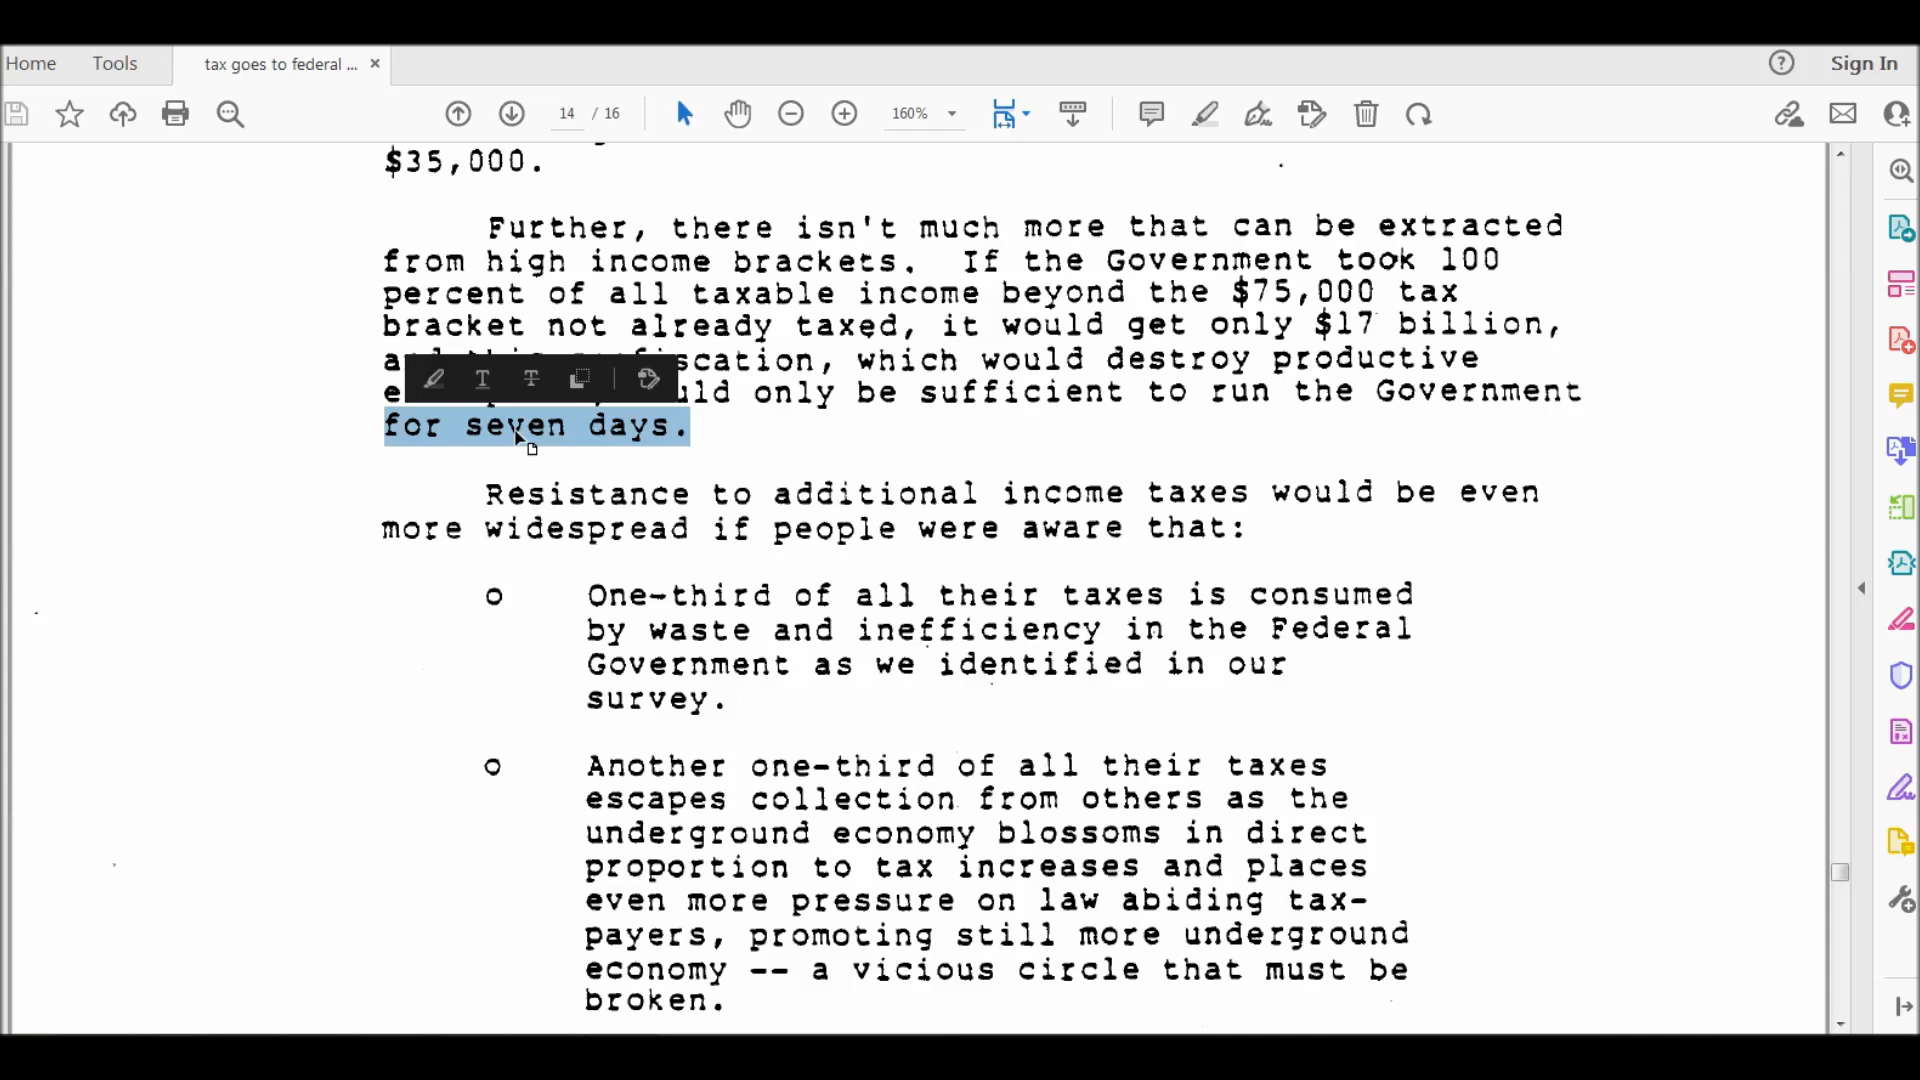 Home Tools tax goes to federal ... × Sign In
14 / 16 160%
$35,000.
Further, there isn't much more that can be extracted
from high income brackets. If the Government took 100
percent of all taxable income beyond the $75,000 tax
bracket not already taxed, it would get only $17 billion,
which would destroy productive
only be sufficient to run the Government
for seven days.
Resistance to additional income taxes would be even
more widespread if people were aware that:
o One-third of all their taxes is consumed
by waste and inefficiency in the Federal
Government as we identified in our
survey.
o Another one-third of all their taxes
escapes collection from others as the
underground economy blossoms in direct
proportion to tax increases and places
even more pressure on law abiding tax-
payers, promoting still more underground
economy -- a vicious circle that must be
broken.